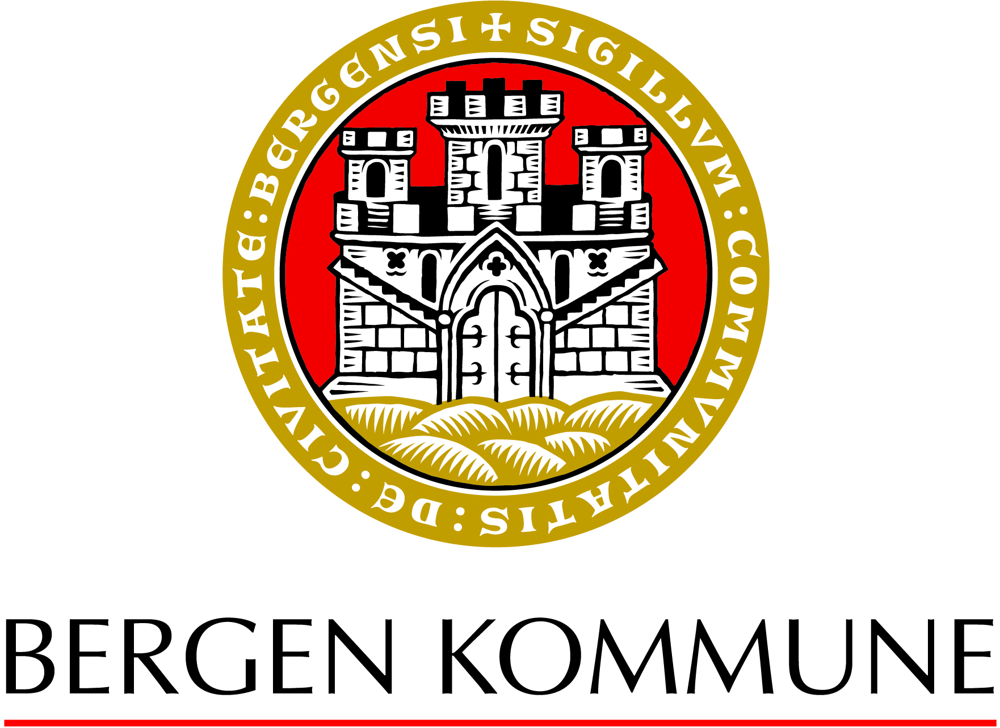 ✠ SIGILLVM : COMMVNITATIS : DE : CIVITATE : BERGENSI
BERGEN KOMMUNE